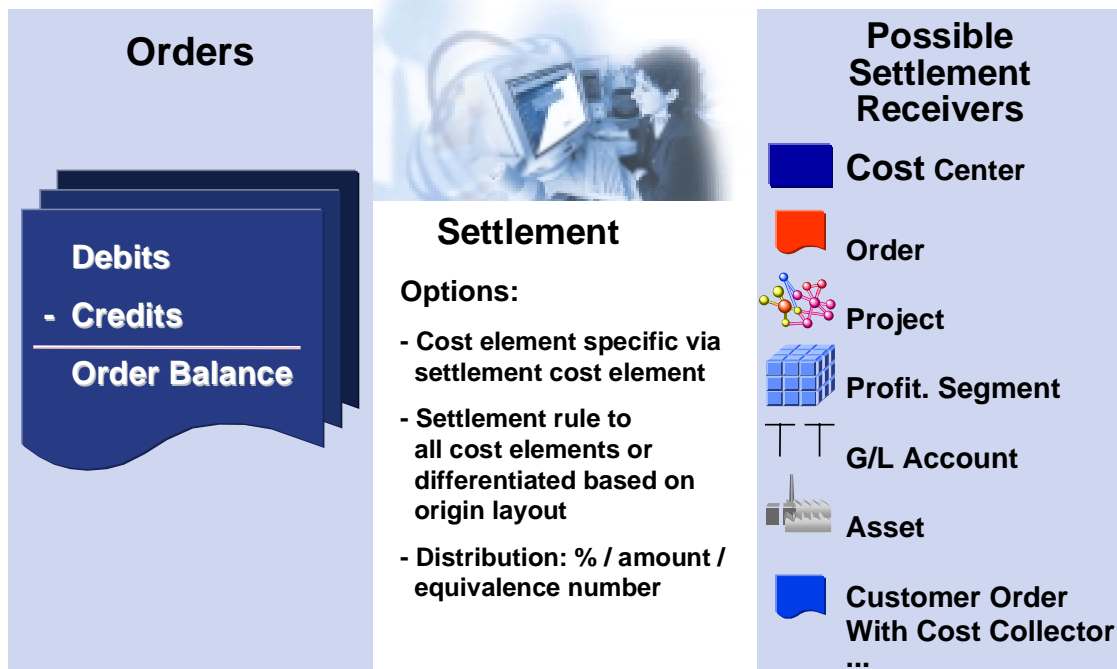 Orders
Debits
- Credits
Order Balance
Settlement
Options:
- Cost element specific via
settlement cost element
- Settlement rule to
all cost elements or
differentiated based on
origin layout
- Distribution: % / amount /
equivalence number
Possible
Settlement
Receivers
Cost Center
Order
Project
Profit. Segment
G/L Account
Asset
Customer Order
With Cost Collector
...